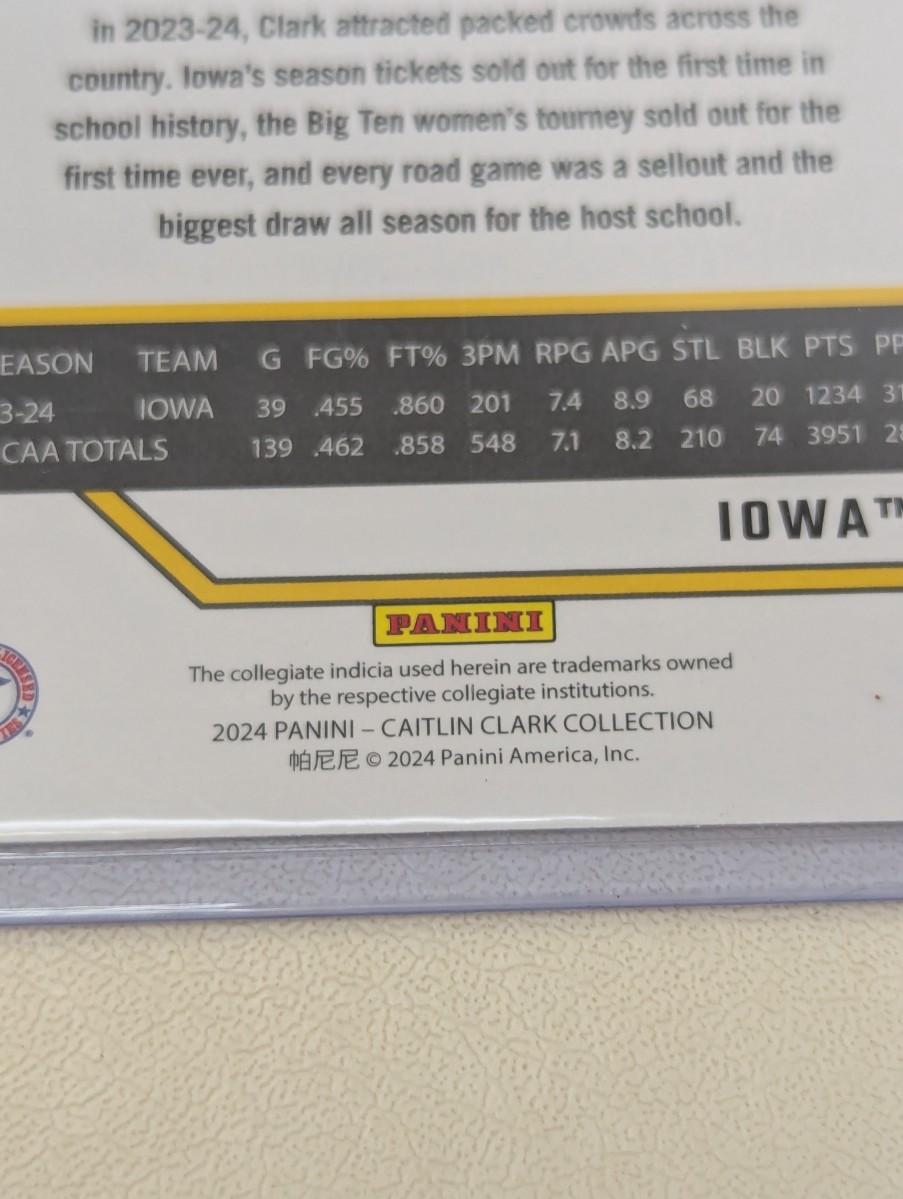 in 2023-24, Clark attracted packed crowds across the
country. Iowa's season tickets sold out for the first time in
school history, the Big Ten women's tourney sold out for the
first time ever, and every road game was a sellout and the
biggest draw all season for the host school.
EASON TEAM G FG% FT% 3PM RPG APG STL BLK PTS PP
3-24 IOWA 39 .455 .860 201 7.4 8.9 68 20 1234 31
CAA TOTALS 139 .462 .858 548 7.1 8.2 210 74 3951 28
IOWA™
PANINI
The collegiate indicia used herein are trademarks owned
by the respective collegiate institutions.
2024 PANINI – CAITLIN CLARK COLLECTION
帕尼尼 © 2024 Panini America, Inc.